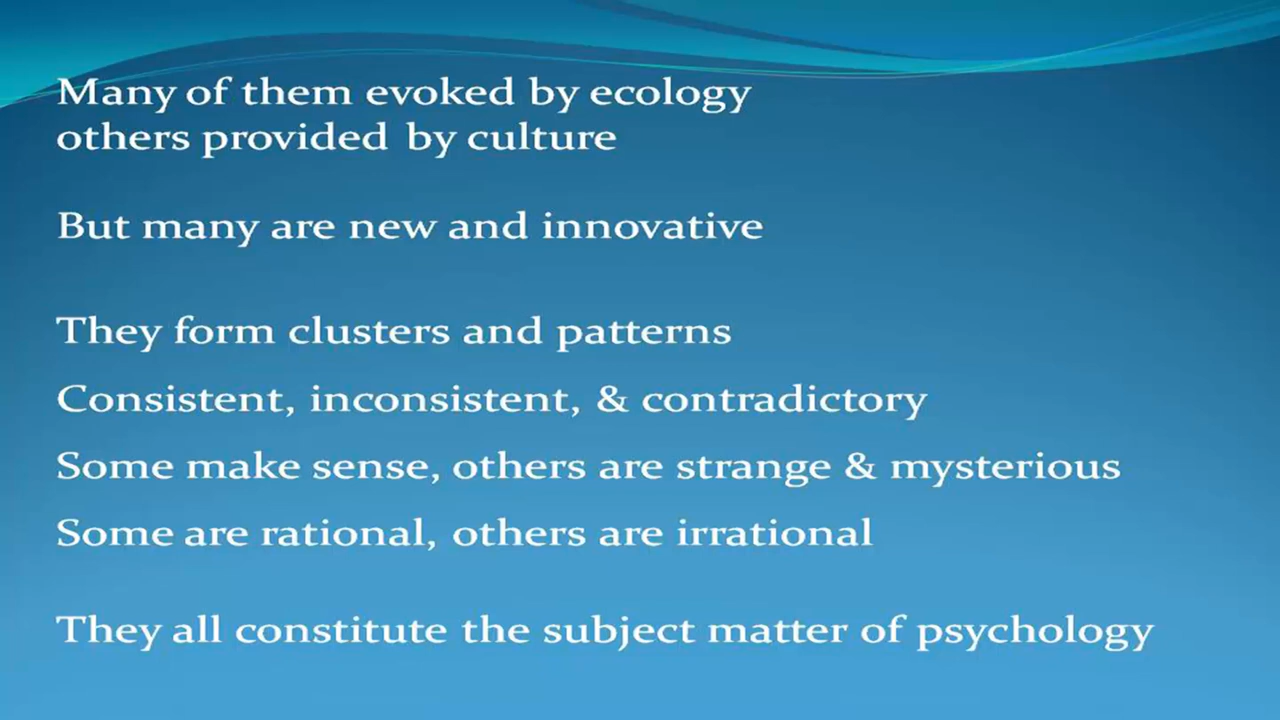 Many of them evoked by ecology
others provided by culture
But many are new and innovative
They form clusters and patterns
Consistent, inconsistent, & contradictory
Some make sense, others are strange & mysterious
Some are rational, others are irrational
They all constitute the subject matter of psychology